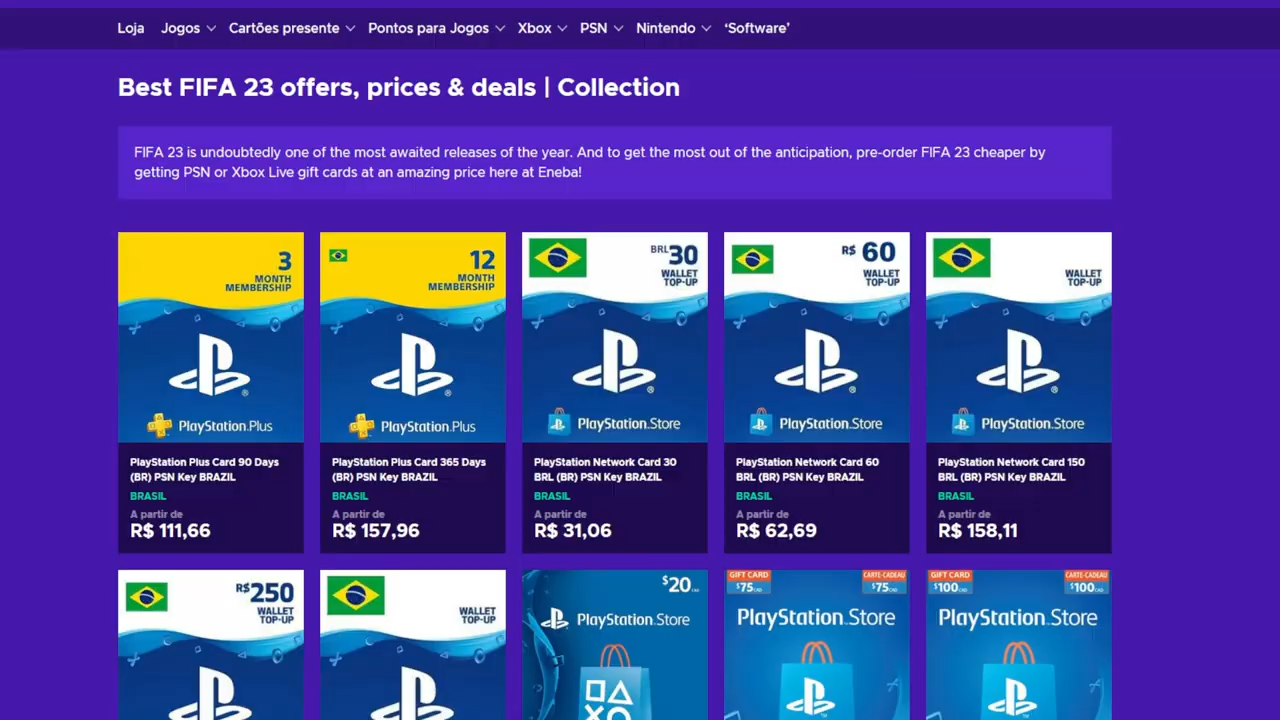 Loja Jogos Cartões presente Pontos para Jogos Xbox PSN Nintendo ‘Software’
Best FIFA 23 offers, prices & deals | Collection
FIFA 23 is undoubtedly one of the most awaited releases of the year. And to get the most out of the anticipation, pre-order FIFA 23 cheaper by
getting PSN or Xbox Live gift cards at an amazing price here at Eneba!
3
MONTH
MEMBERSHIP
PlayStation.Plus
PlayStation Plus Card 90 Days
(BR) PSN Key BRAZIL
BRASIL
A partir de
R$ 111,66
12
MONTH
MEMBERSHIP
PlayStation.Plus
PlayStation Plus Card 365 Days
(BR) PSN Key BRAZIL
BRASIL
A partir de
R$ 157,96
BRL30
WALLET
TOP-UP
PlayStation.Store
PlayStation Network Card 30
BRL (BR) PSN Key BRAZIL
BRASIL
A partir de
R$ 31,06
R$ 60
WALLET
TOP-UP
PlayStation.Store
PlayStation Network Card 60
BRL (BR) PSN Key BRAZIL
BRASIL
A partir de
R$ 62,69
WALLET
TOP-UP
PlayStation.Store
PlayStation Network Card 150
BRL (BR) PSN Key BRAZIL
BRASIL
A partir de
R$ 158,11
R$250
WALLET
TOP-UP
WALLET
TOP-UP
$20
PlayStation.Store
GIFT CARD CARTE-CADEAU
$75CAD $75CAD
PlayStation.Store
GIFT CARD CARTE-CADEAU
$100CAD $100CAD
PlayStation.Store